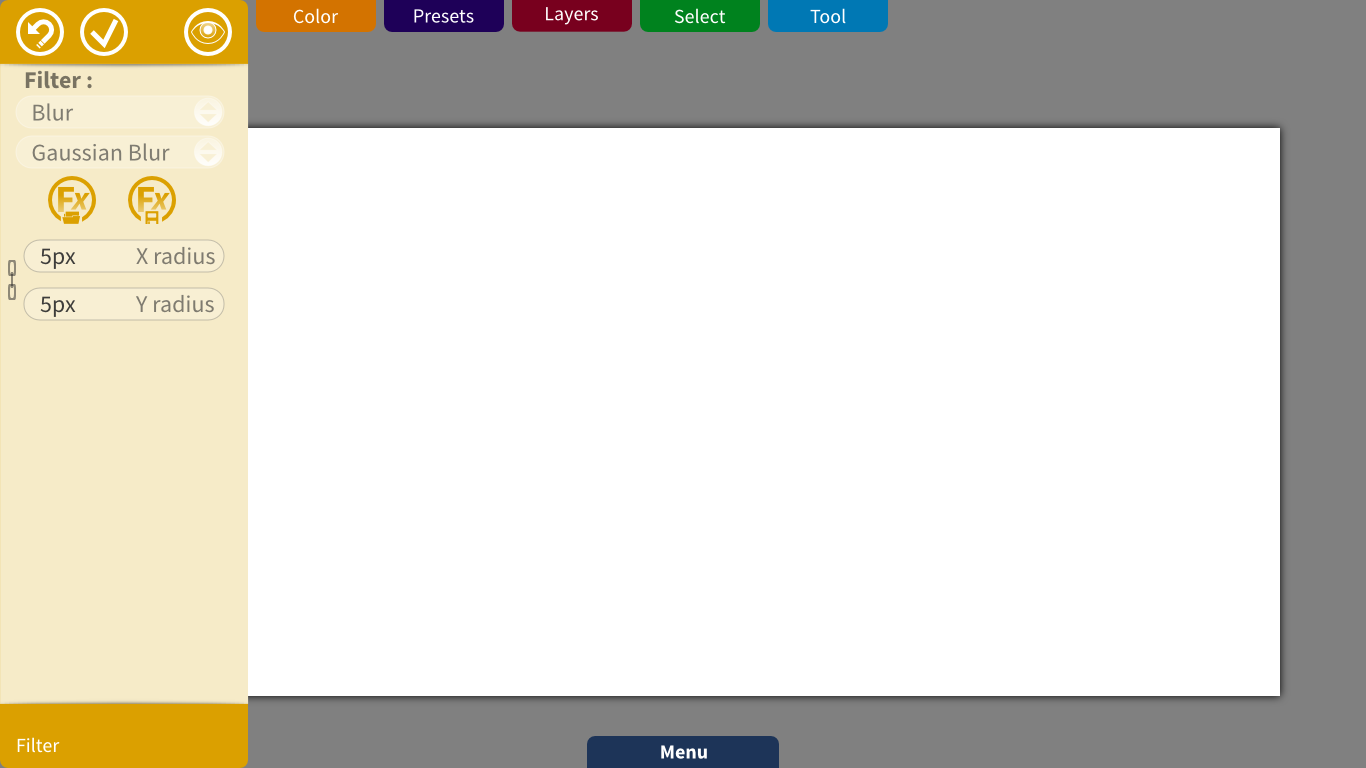 Color Presets Layers Select Tool
Filter :
Blur
Gaussian Blur
Fx Fx
5px X radius
5px Y radius
Filter
Menu